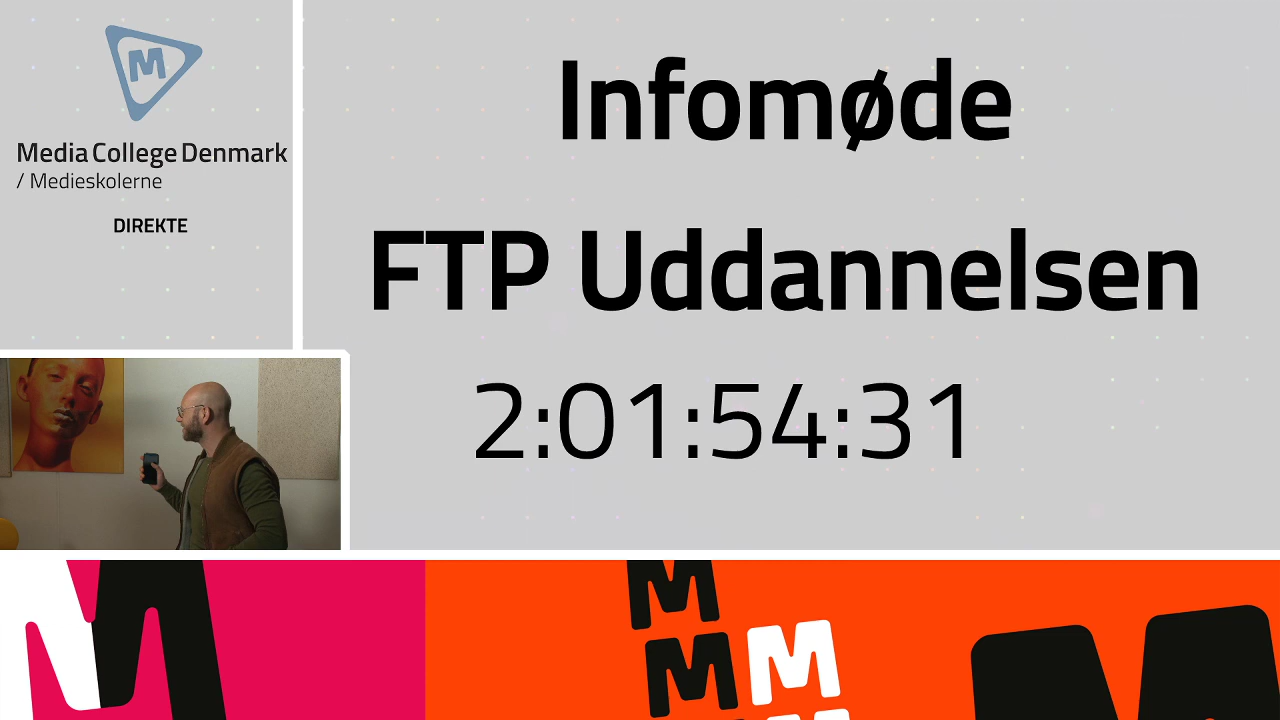 M
Media College Denmark
/ Medieskolerne
DIREKTE
Infomøde
FTP Uddannelsen
2:01:54:31
M
M
M M
M